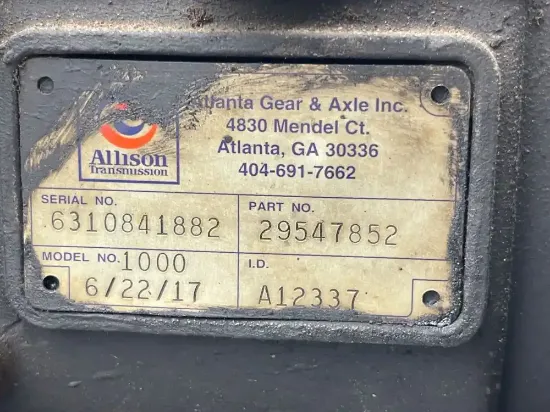 tlanta Gear & Axle Inc.
4830 Mendel Ct.
Atlanta, GA 30336
404-691-7662
Allison
Transmission
SERIAL NO.
6310841882
PART NO.
29547852
MODEL NO. 1000
6/22/17
I.D.
A12337